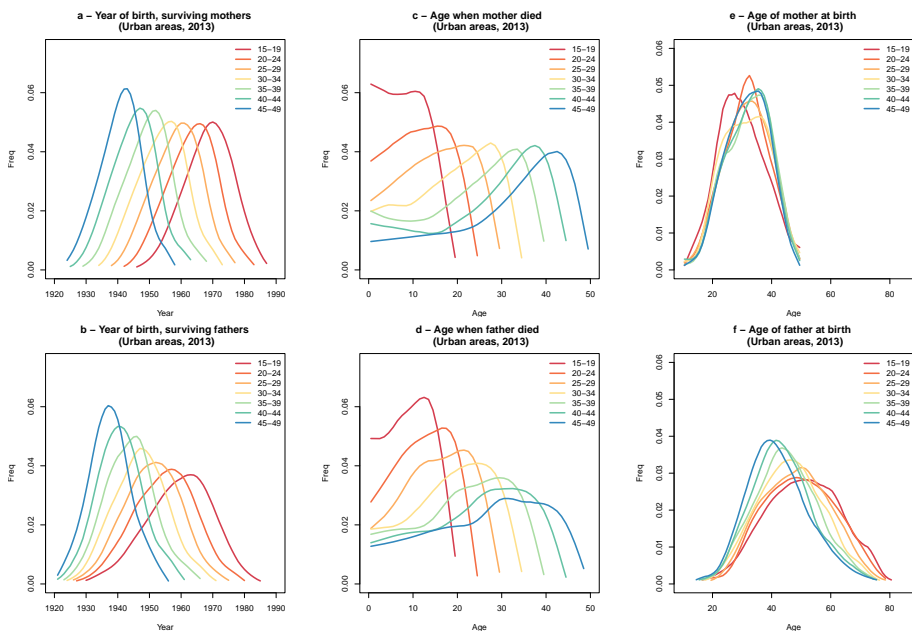 a – Year of birth, surviving mothers
(Urban areas, 2013)
Freq
0.00 0.02 0.04 0.06
15–19
20–24
25–29
30–34
35–39
40–44
45–49
1920 1930 1940 1950 1960 1970 1980 1990
Year
c – Age when mother died
(Urban areas, 2013)
Freq
0.00 0.02 0.04 0.06
15–19
20–24
25–29
30–34
35–39
40–44
45–49
0 10 20 30 40 50
Age
e – Age of mother at birth
(Urban areas, 2013)
Freq
0.00 0.01 0.02 0.03 0.04 0.05 0.06
15–19
20–24
25–29
30–34
35–39
40–44
45–49
20 40 60 80
Age
b – Year of birth, surviving fathers
(Urban areas, 2013)
Freq
0.00 0.02 0.04 0.06
15–19
20–24
25–29
30–34
35–39
40–44
45–49
1920 1930 1940 1950 1960 1970 1980 1990
Year
d – Age when father died
(Urban areas, 2013)
Freq
0.00 0.02 0.04 0.06
15–19
20–24
25–29
30–34
35–39
40–44
45–49
0 10 20 30 40 50
Age
f – Age of father at birth
(Urban areas, 2013)
Freq
0.00 0.01 0.02 0.03 0.04 0.05 0.06
15–19
20–24
25–29
30–34
35–39
40–44
45–49
20 40 60 80
Age